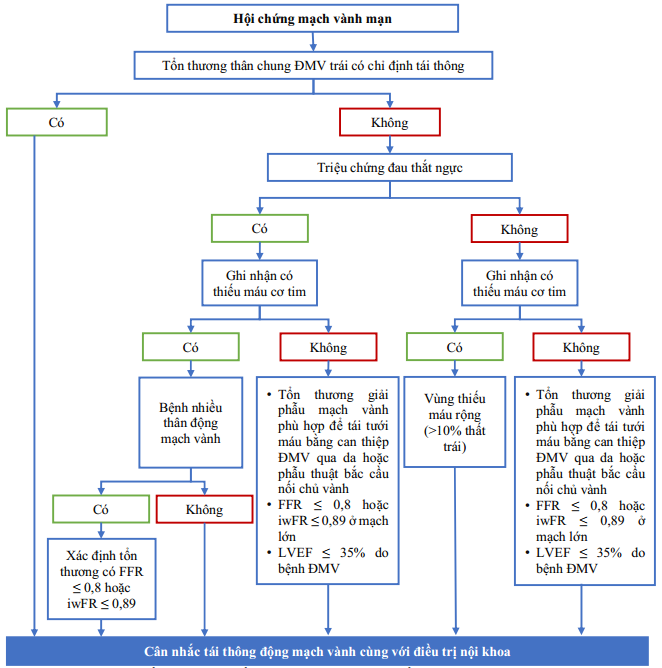 Hội chứng mạch vành mạn
Tổn thương thân chung ĐMV trái có chỉ định tái thông
Có
Không
Triệu chứng đau thắt ngực
Có
Không
Ghi nhận có
thiếu máu cơ tim
Ghi nhận có
thiếu máu cơ tim
Có
Không
Có
Không
Bệnh nhiều
thân động
mạch vành
• Tổn thương giải
phẫu mạch vành
phù hợp để tái tưới
máu bằng can thiệp
ĐMV qua da hoặc
phẫu thuật bắc cầu
nối chủ vành
• FFR ≤ 0,8 hoặc
iwFR ≤ 0,89 ở mạch
lớn
• LVEF ≤ 35% do
bệnh ĐMV
Vùng thiếu
máu rộng
(>10% thất
trái)
• Tổn thương giải
phẫu mạch vành
phù hợp để tái tưới
máu bằng can thiệp
ĐMV qua da hoặc
phẫu thuật bắc cầu
nối chủ vành
• FFR ≤ 0,8 hoặc
iwFR ≤ 0,89 ở
mạch lớn
• LVEF ≤ 35% do
bệnh ĐMV
Có
Không
Xác định tổn
thương có FFR
≤ 0,8 hoặc
iwFR ≤ 0,89
Cân nhắc tái thông động mạch vành cùng với điều trị nội khoa